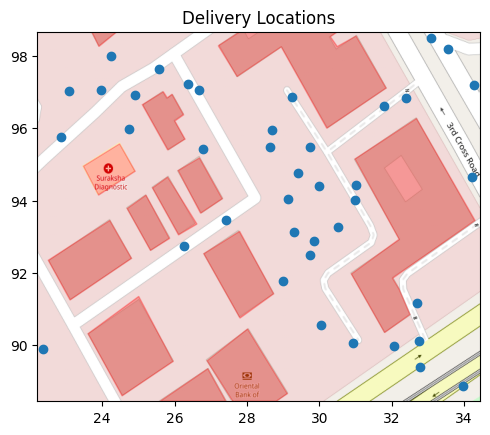 Delivery Locations
98
96
94
92
90
24
26
28
30
32
34
3rd Cross Road
Suraksha
Diagnostic
Oriental
Bank of